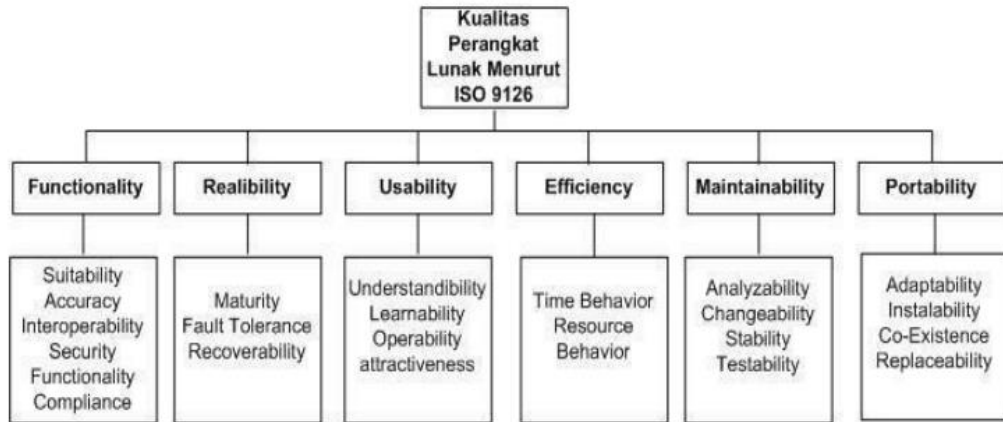 Kualitas
Perangkat
Lunak Menurut
ISO 9126
Functionality
Realibility
Usability
Efficiency
Maintainability
Portability
Suitability
Accuracy
Interoperability
Security
Functionality
Compliance
Maturity
Fault Tolerance
Recoverability
Understandibility
Learnability
Operability
attractiveness
Time Behavior
Resource
Behavior
Analyzability
Changeability
Stability
Testability
Adaptability
Instalability
Co-Existence
Replaceability